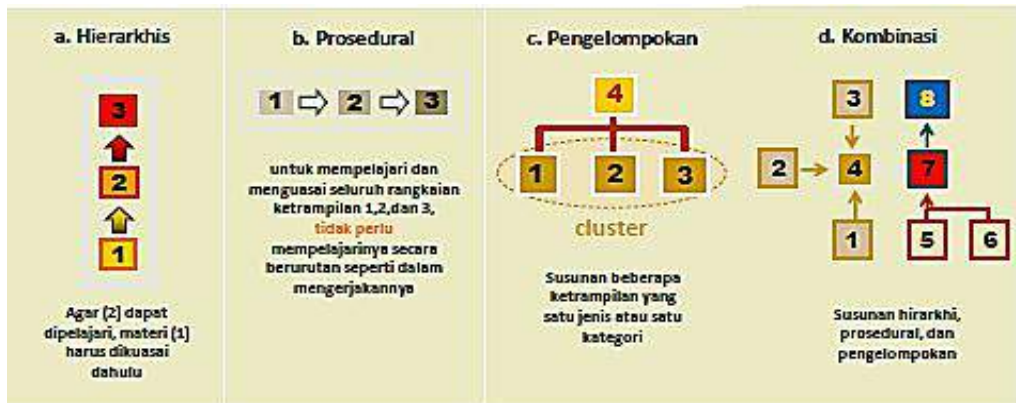 a. Hierarkhis
3
2
1
Agar (2) dapat
dipelajari, materi (1)
harus dikuasai
dahulu
b. Prosedural
1 2 3
untuk mempelajari dan
menguasai seluruh rangkaian
ketrampilan 1,2,dan 3,
tidak perlu
mempelajarinya secara
berurutan seperti dalam
mengerjakannya
c. Pengelompokan
4
1 2 3
cluster
Susunan beberapa
ketrampilan yang
satu jenis atau satu
kategori
d. Kombinasi
3 8
2 4 7
1 5 6
Susunan hirarkhi,
prosedural, dan
pengelompokan